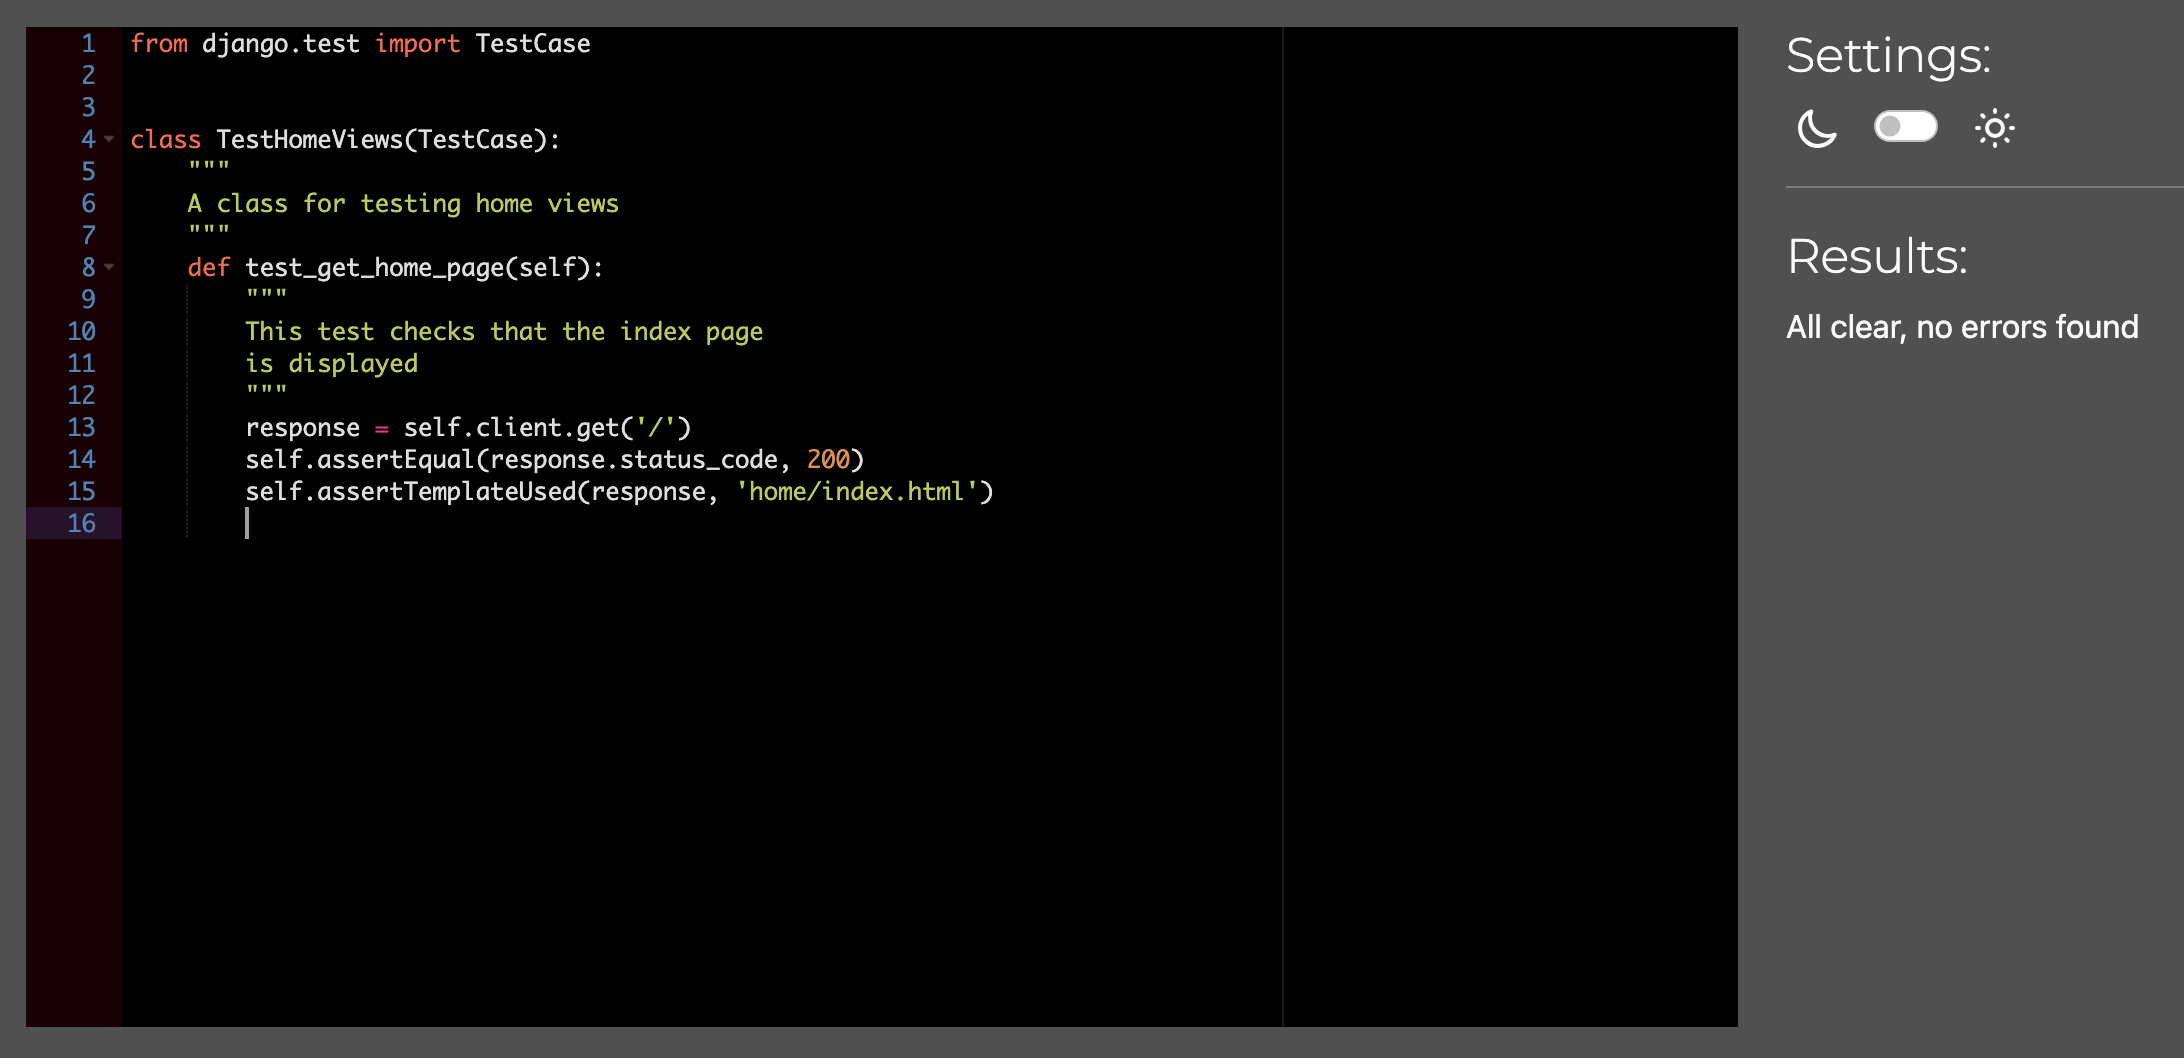 1 from django.test import TestCase
2
3
4 class TestHomeViews(TestCase):
5     """
6     A class for testing home views
7     """
8     def test_get_home_page(self):
9         """
10         This test checks that the index page
11         is displayed
12         """
13         response = self.client.get('/')
14         self.assertEqual(response.status_code, 200)
15         self.assertTemplateUsed(response, 'home/index.html')
16
Settings:
Results:
All clear, no errors found